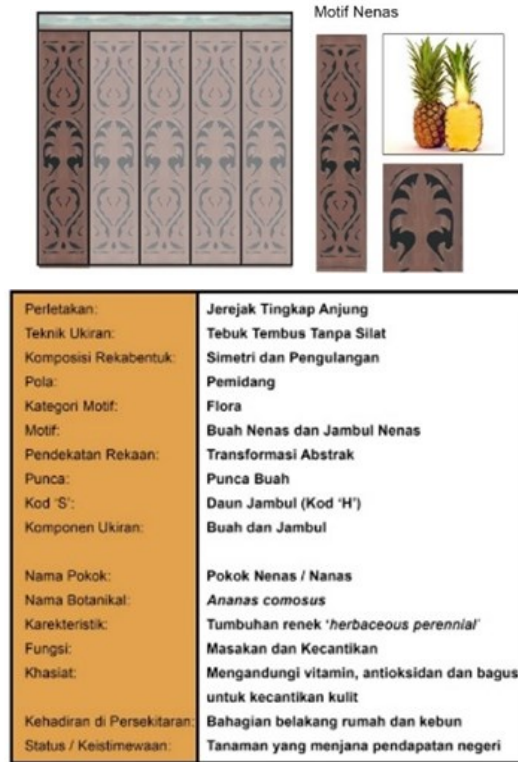 Motif Nenas
Perletakan: Jerejak Tingkap Anjung
Teknik Ukiran: Tebuk Tembus Tanpa Silat
Komposisi Rekabentuk: Simetri dan Pengulangan
Pola: Pemidang
Kategori Motif: Flora
Motif: Buah Nenas dan Jambul Nenas
Pendekatan Rekaan: Transformasi Abstrak
Punca: Punca Buah
Kod 'S': Daun Jambul (Kod 'H')
Komponen Ukiran: Buah dan Jambul
Nama Pokok: Pokok Nenas / Nanas
Nama Botanikal: Ananas comosus
Karekteristik: Tumbuhan renek 'herbaceous perennial'
Fungsi: Masakan dan Kecantikan
Khasiat: Mengandungi vitamin, antioksidan dan bagus
untuk kecantikan kulit
Kehadiran di Persekitaran: Bahagian belakang rumah dan kebun
Status / Keistimewaan: Tanaman yang menjana pendapatan negeri